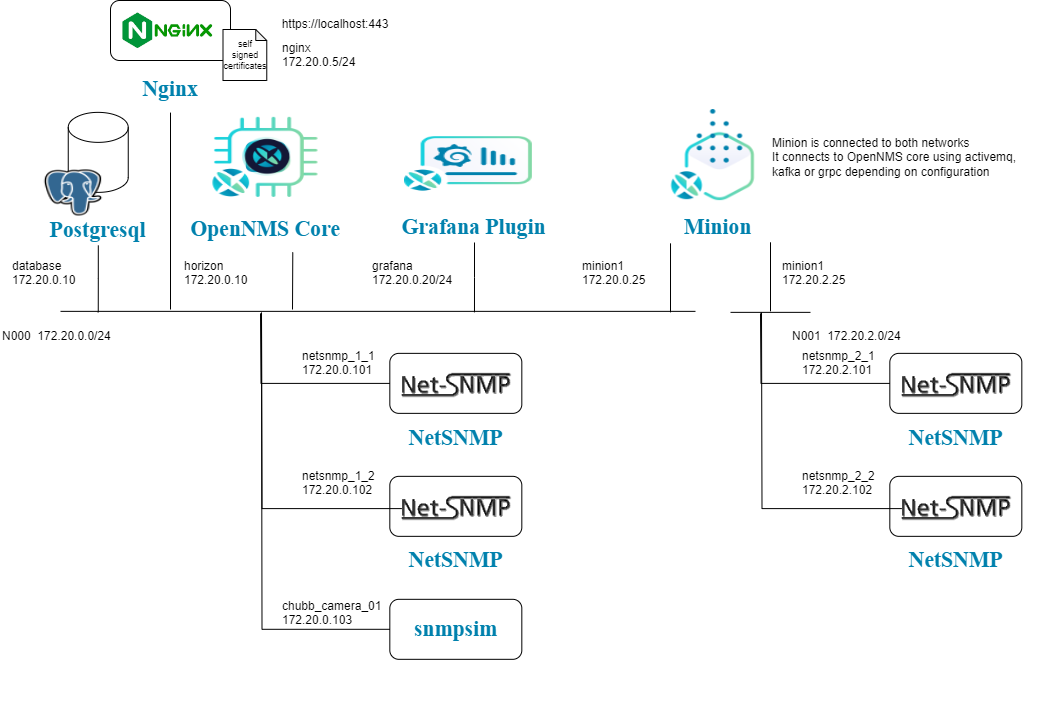 NGINX
https://localhost:443
self
signed
certificates
nginx
172.20.0.5/24
Nginx
Minion is connected to both networks
It connects to OpenNMS core using activemq,
kafka or grpc depending on configuration
Postgresql
OpenNMS Core
Grafana Plugin
Minion
database
172.20.0.10
horizon
172.20.0.10
grafana
172.20.0.20/24
minion1
172.20.0.25
minion1
172.20.2.25
N000 172.20.0.0/24
N001 172.20.2.0/24
netsnmp_1_1
172.20.0.101
Net-SNMP
NetSNMP
netsnmp_2_1
172.20.2.101
Net-SNMP
NetSNMP
netsnmp_1_2
172.20.0.102
Net-SNMP
NetSNMP
netsnmp_2_2
172.20.2.102
Net-SNMP
NetSNMP
chubb_camera_01
172.20.0.103
snmpsim